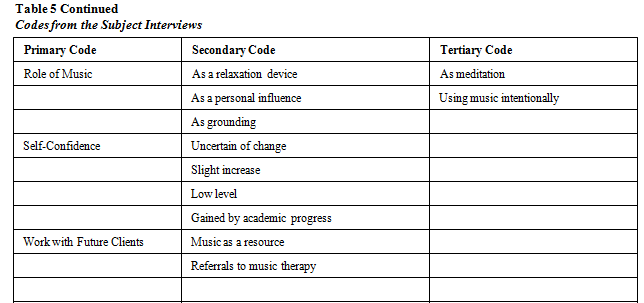 Table 5 Continued
Codes from the Subject Interviews
Primary Code Secondary Code Tertiary Code
Role of Music As a relaxation device As meditation
As a personal influence Using music intentionally
As grounding
Self-Confidence Uncertain of change
Slight increase
Low level
Gained by academic progress
Work with Future Clients Music as a resource
Referrals to music therapy